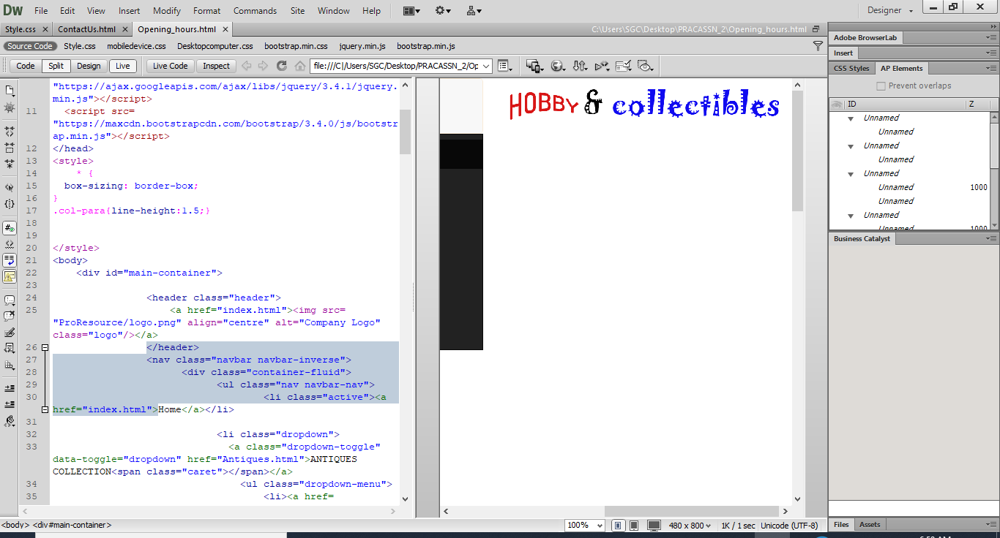 Dw File Edit View Insert Modify Format Commands Site Window Help Designer
Style.css ContactUs.html Opening_hours.html C:\Users\SGC\Desktop\PRACASSN_2\Opening_hours.html
Source Code Style.css mobiledevice.css Desktopcomputer.css bootstrap.min.css jquery.min.js bootstrap.min.js
Code Split Design Live Live Code Inspect file:///C|/Users/SGC/Desktop/PRACASSN_2/Op
"https://ajax.googleapis.com/ajax/libs/jquery/3.4.1/jquery.
min.js"></script>
11 <script src=
"https://maxcdn.bootstrapcdn.com/bootstrap/3.4.0/js/bootstr
ap.min.js"></script>
12 </head>
13 <style>
14 * {
15 box-sizing: border-box;
16 }
17 .col-para{line-height:1.5;}
18
19
20 </style>
21 <body>
22 <div id="main-container">
23
24 <header class="header">
25 <a href="index.html"><img src=
"ProResource/logo.png" align="centre" alt="Company Logo"
class="logo"/></a>
26 </header>
27 <nav class="navbar navbar-inverse">
28 <div class="container-fluid">
29 <ul class="nav navbar-nav">
30 <li class="active"><a
href="index.html">Home</a></li>
31
32 <li class="dropdown">
33 <a class="dropdown-toggle"
data-toggle="dropdown" href="Antiques.html">ANTIQUES
COLLECTION<span class="caret"></span></a>
34 <ul class="dropdown-menu">
35 <li><a href=
HOBBY & collectibles
Adobe BrowserLab
Insert
CSS Styles AP Elements
Prevent overlaps
ID Z
Unnamed
Unnamed
Unnamed
Unnamed
Unnamed
Unnamed 1000
Unnamed
Unnamed
Unnamed 1000
Business Catalyst
Files Assets
<body> <div#main-container> 100% 480 x 800 1K / 1 sec Unicode (UTF-8)